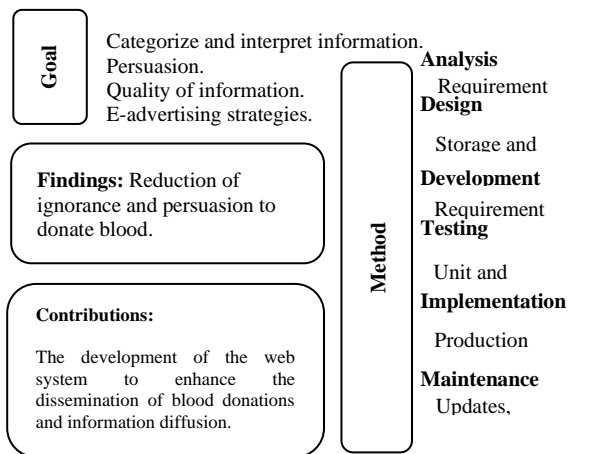 Goal
Categorize and interpret information.
Persuasion.
Quality of information.
E-advertising strategies.
Findings: Reduction of
ignorance and persuasion to
donate blood.
Contributions:
The development of the web
system to enhance the
dissemination of blood donations
and information diffusion.
Method
Analysis
Requirement
Design
Storage and
Development
Requirement
Testing
Unit and
Implementation
Production
Maintenance
Updates,